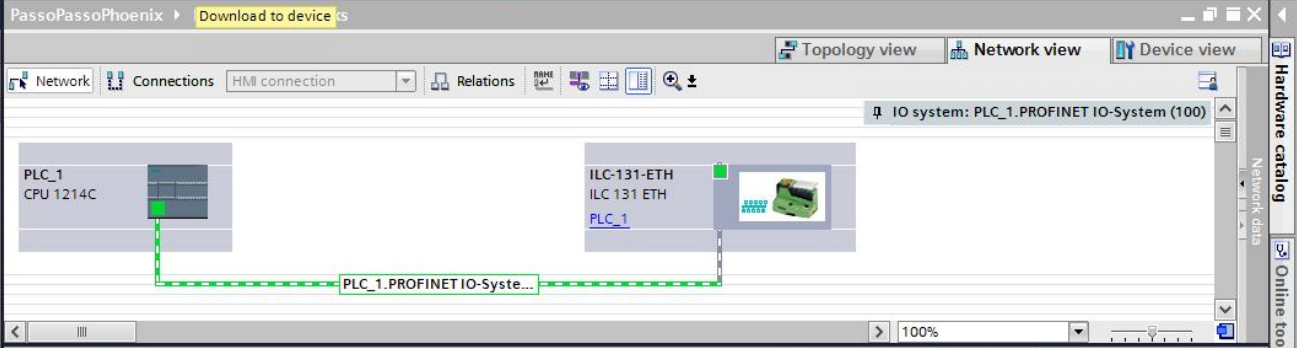 PassoPassoPhoenix
Download to device
ks
Topology view
Network view
Device view
Network
Connections
HMI connection
Relations
NAME
IO system: PLC_1.PROFINET IO-System (100)
PLC_1
CPU 1214C
ILC-131-ETH
ILC 131 ETH
PLC_1
PLC_1.PROFINET IO-Syste...
100%
Network data
Hardware catalog
Online too